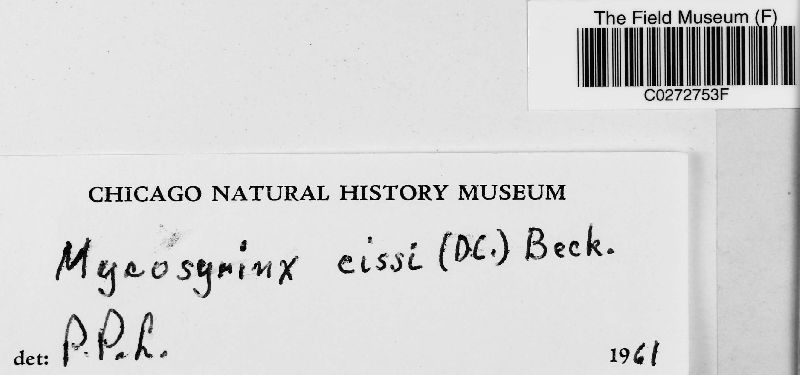 The Field Museum (F)
C0272753F
CHICAGO NATURAL HISTORY MUSEUM
Mycosyrinx cissi (DC.) Beck.
det: P.P.L.
1961